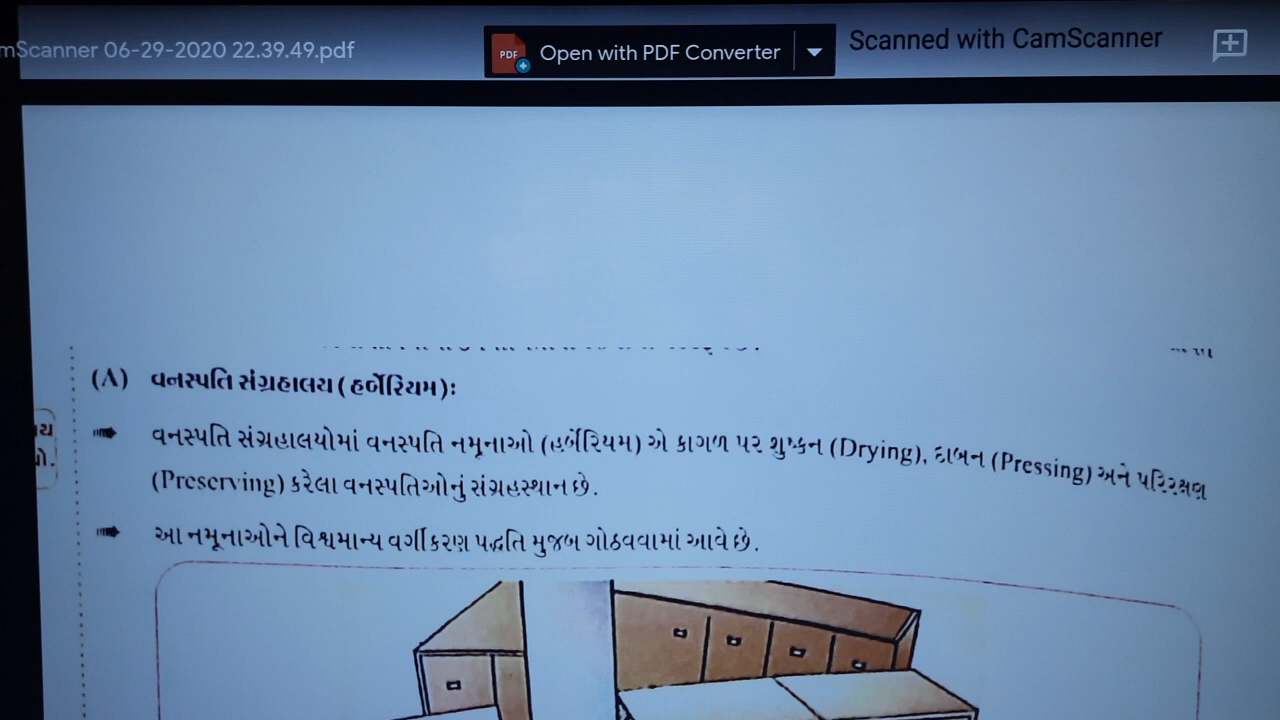 mScanner 06-29-2020 22.39.49.pdf
PDF
Open with PDF Converter
Scanned with CamScanner
(A) વનસ્પતિ સંગ્રહાલય (હર્બેરિયમ):
વનસ્પતિ સંગ્રહાલયોમાં વનસ્પતિ નમૂનાઓ (હર્બેરિયમ) એ કાગળ પર શુષ્કન (Drying), દાબન (Pressing) અને પરિરક્ષણ
(Preserving) કરેલા વનસ્પતિઓનું સંગ્રહસ્થાન છે.
આ નમૂનાઓને વિશ્વમાન્ય વર્ગીકરણ પદ્ધતિ મુજબ ગોઠવવામાં આવે છે.